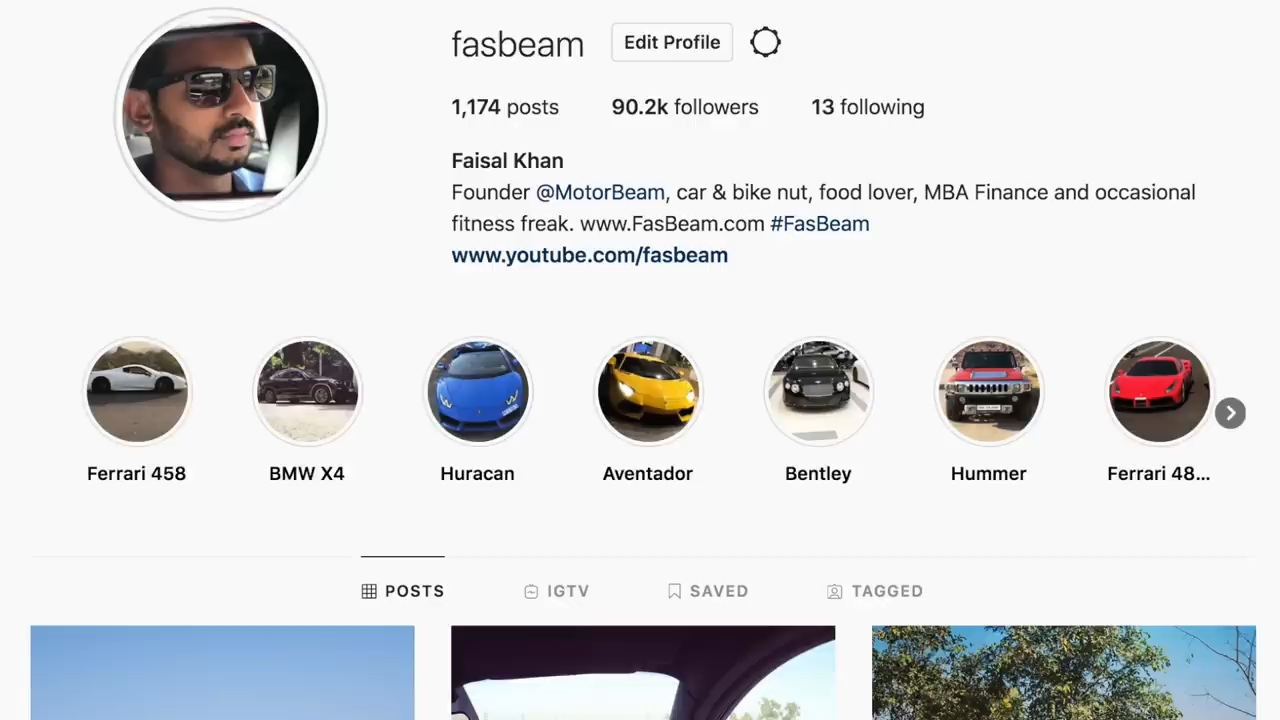 fasbeam
Edit Profile
1,174 posts
90.2k followers
13 following
Faisal Khan
Founder @MotorBeam, car & bike nut, food lover, MBA Finance and occasional
fitness freak. www.FasBeam.com #FasBeam
www.youtube.com/fasbeam
Ferrari 458
BMW X4
Huracan
Aventador
Bentley
Hummer
Ferrari 48...
POSTS
IGTV
SAVED
TAGGED